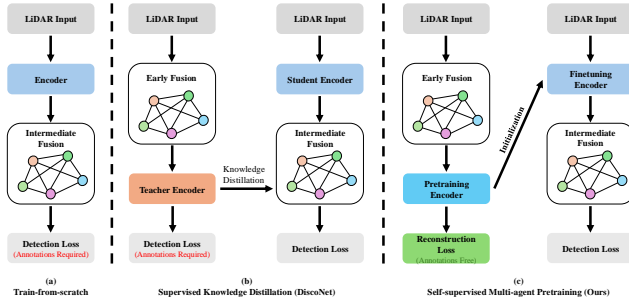 LiDAR Input
Encoder
Intermediate
Fusion
Detection Loss
(Annotations Required)
(a)
Train-from-scratch
LiDAR Input
Early Fusion
Teacher Encoder
Detection Loss
(Annotations Required)
Knowledge
Distillation
LiDAR Input
Student Encoder
Intermediate
Fusion
Detection Loss
(b)
Supervised Knowledge Distillation (DiscoNet)
LiDAR Input
Early Fusion
Pretraining
Encoder
Reconstruction
Loss
(Annotations Free)
Initialization
LiDAR Input
Finetuning
Encoder
Intermediate
Fusion
Detection Loss
(c)
Self-supervised Multi-agent Pretraining (Ours)